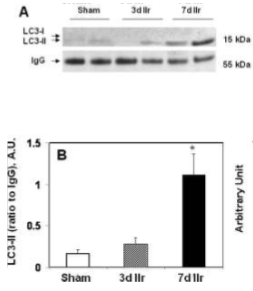 A
Sham 3d IIr 7d IIr
LC3-I
LC3-II
15 kDa
IgG
55 kDa
B
LC3-II (ratio to IgG). A.U.
1.5
1
0.5
0
*
Sham 3d IIr 7d IIr
Arbitrary Unit